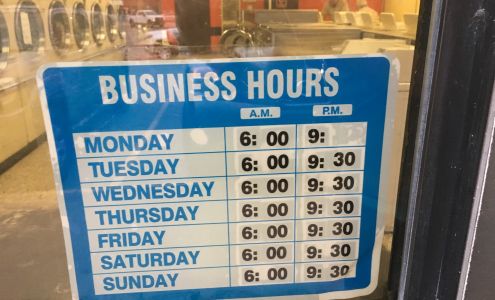 BUSINESS HOURS
A.M. P.M.
MONDAY 6: 00 9:
TUESDAY 6: 00 9: 30
WEDNESDAY 6: 00 9: 30
THURSDAY 6: 00 9: 30
FRIDAY 6: 00 9: 30
SATURDAY 6: 00 9: 30
SUNDAY 6: 00 9: 30